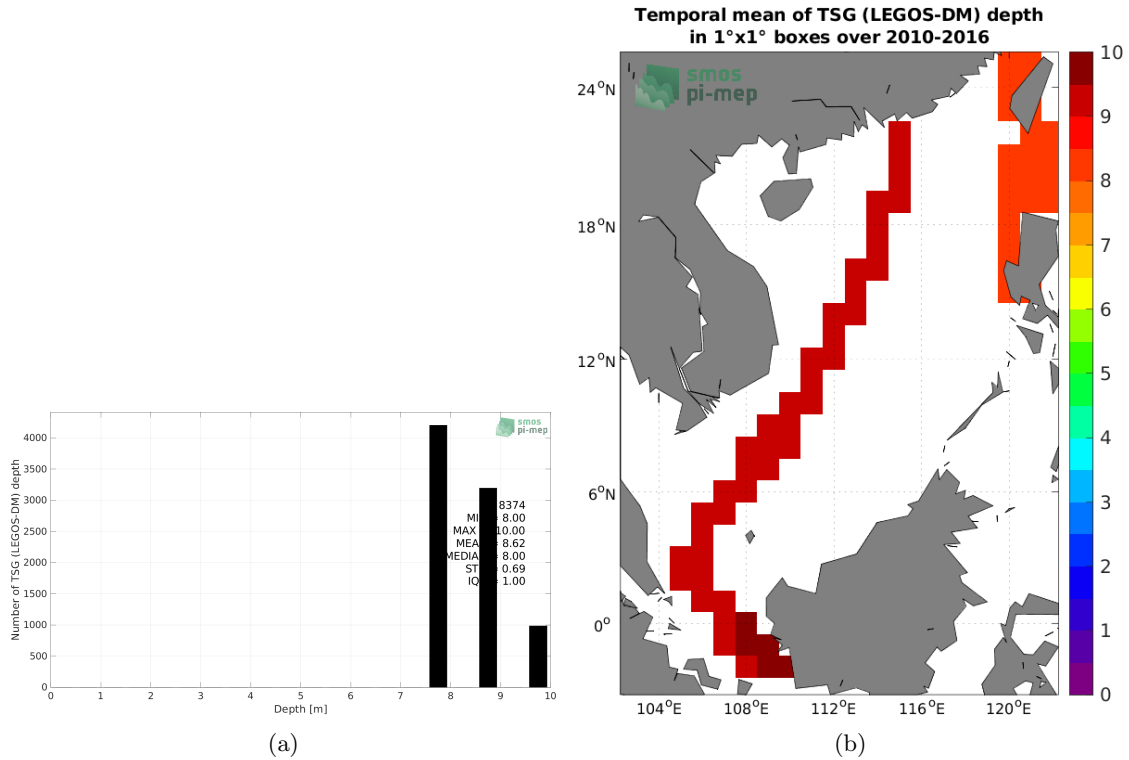 Temporal mean of TSG (LEGOS-DM) depth
in 1°x1° boxes over 2010-2016
smos
pi-mep
24°N
18°N
12°N
6°N
0°
104°E
108°E
112°E
116°E
120°E
10
9
8
7
6
5
4
3
2
1
0
smos
pi-mep
Number of TSG (LEGOS-DM) depth
4000
3500
3000
2500
2000
1500
1000
500
0
8374
8.00
MAX 10.00
8.62
MEDIA 8.00
0.69
1.00
0 1 2 3 4 5 6 7 8 9 10
Depth [m]
(a)
(b)